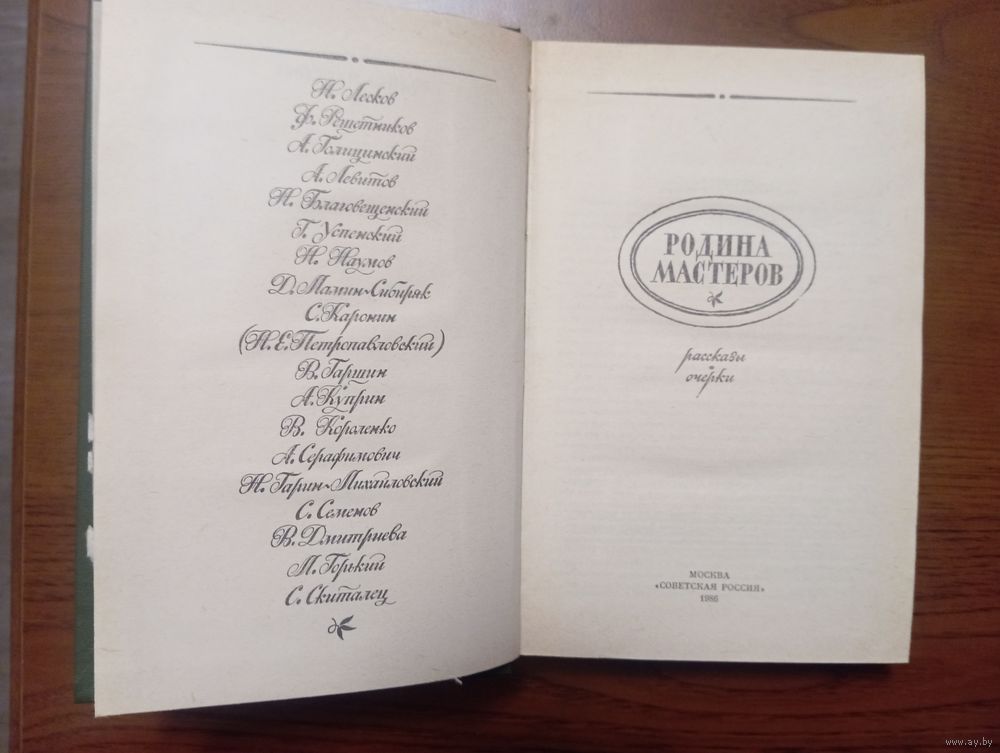 Н. Лесков
Ф. Решетников
А. Голицинский
А. Левитов
Н. Благовещенский
Г. Успенский
Н. Наумов
Д. Мамин-Сибиряк
С. Каронин
(Н. Е. Петропавловский)
В. Гаршин
А. Куприн
В. Короленко
А. Серафимович
Н. Гарин-Михайловский
С. Семенов
В. Дмитриева
М. Горький
С. Скиталец
РОДИНА
МАСТЕРОВ
рассказы
очерки
МОСКВА
«СОВЕТСКАЯ РОССИЯ»
1986
www.ay.by